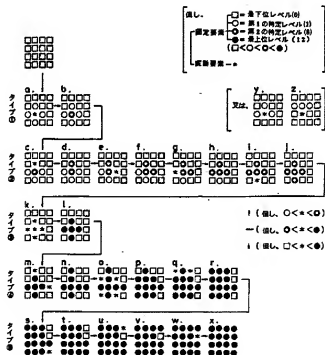 但し、
固定要素
□=最下位レベル(0)
○=第1の特定レベル(2)
◎=第2の特定レベル(8)
●=最上位レベル(12)
(□<○<◎<●)
変動要素—*
a. b.
タイプ①
又は、
y. z.
c. d. e. f. g. h. i. j.
タイプ②
k. l.
タイプ③
↑(但し、○<*<◎)
—(但し、◎<*<●)
↓(但し、□<*<●)
m. n. o. p. q. r.
タイプ④
s. t. u. v. w. x.
タイプ⑤